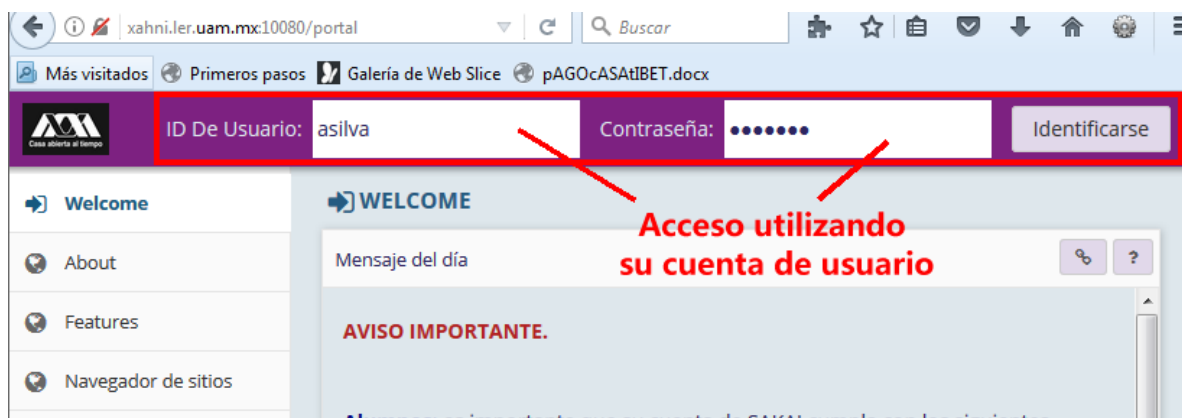 xahni.ler.uam.mx:10080/portal
Buscar
Más visitados Primeros pasos Galería de Web Slice pAGOcASAtIBET.docx
Casa abierta al tiempo
ID De Usuario: asilva Contraseña: ••••••• Identificarse
Welcome
About
Features
Navegador de sitios
WELCOME
Acceso utilizando
su cuenta de usuario
Mensaje del día
?
AVISO IMPORTANTE.